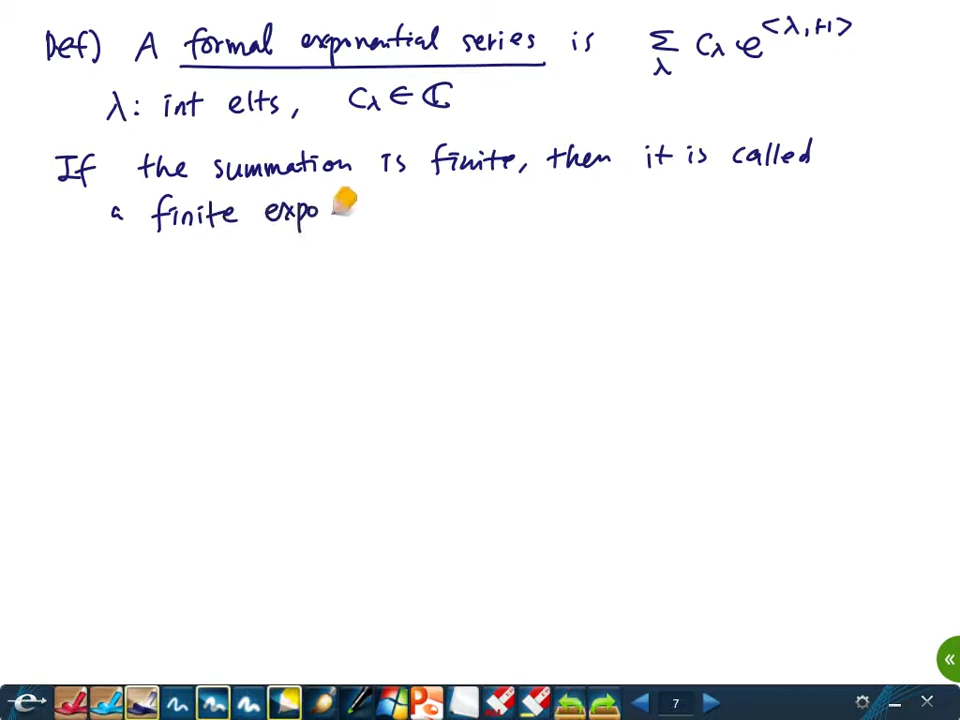 Def) A formal exponential series is Σ_λ C_λ e^{<λ, H>}
λ: int elts, C_λ ∈ ℂ
If the summation is finite, then it is called
a finite expo
7